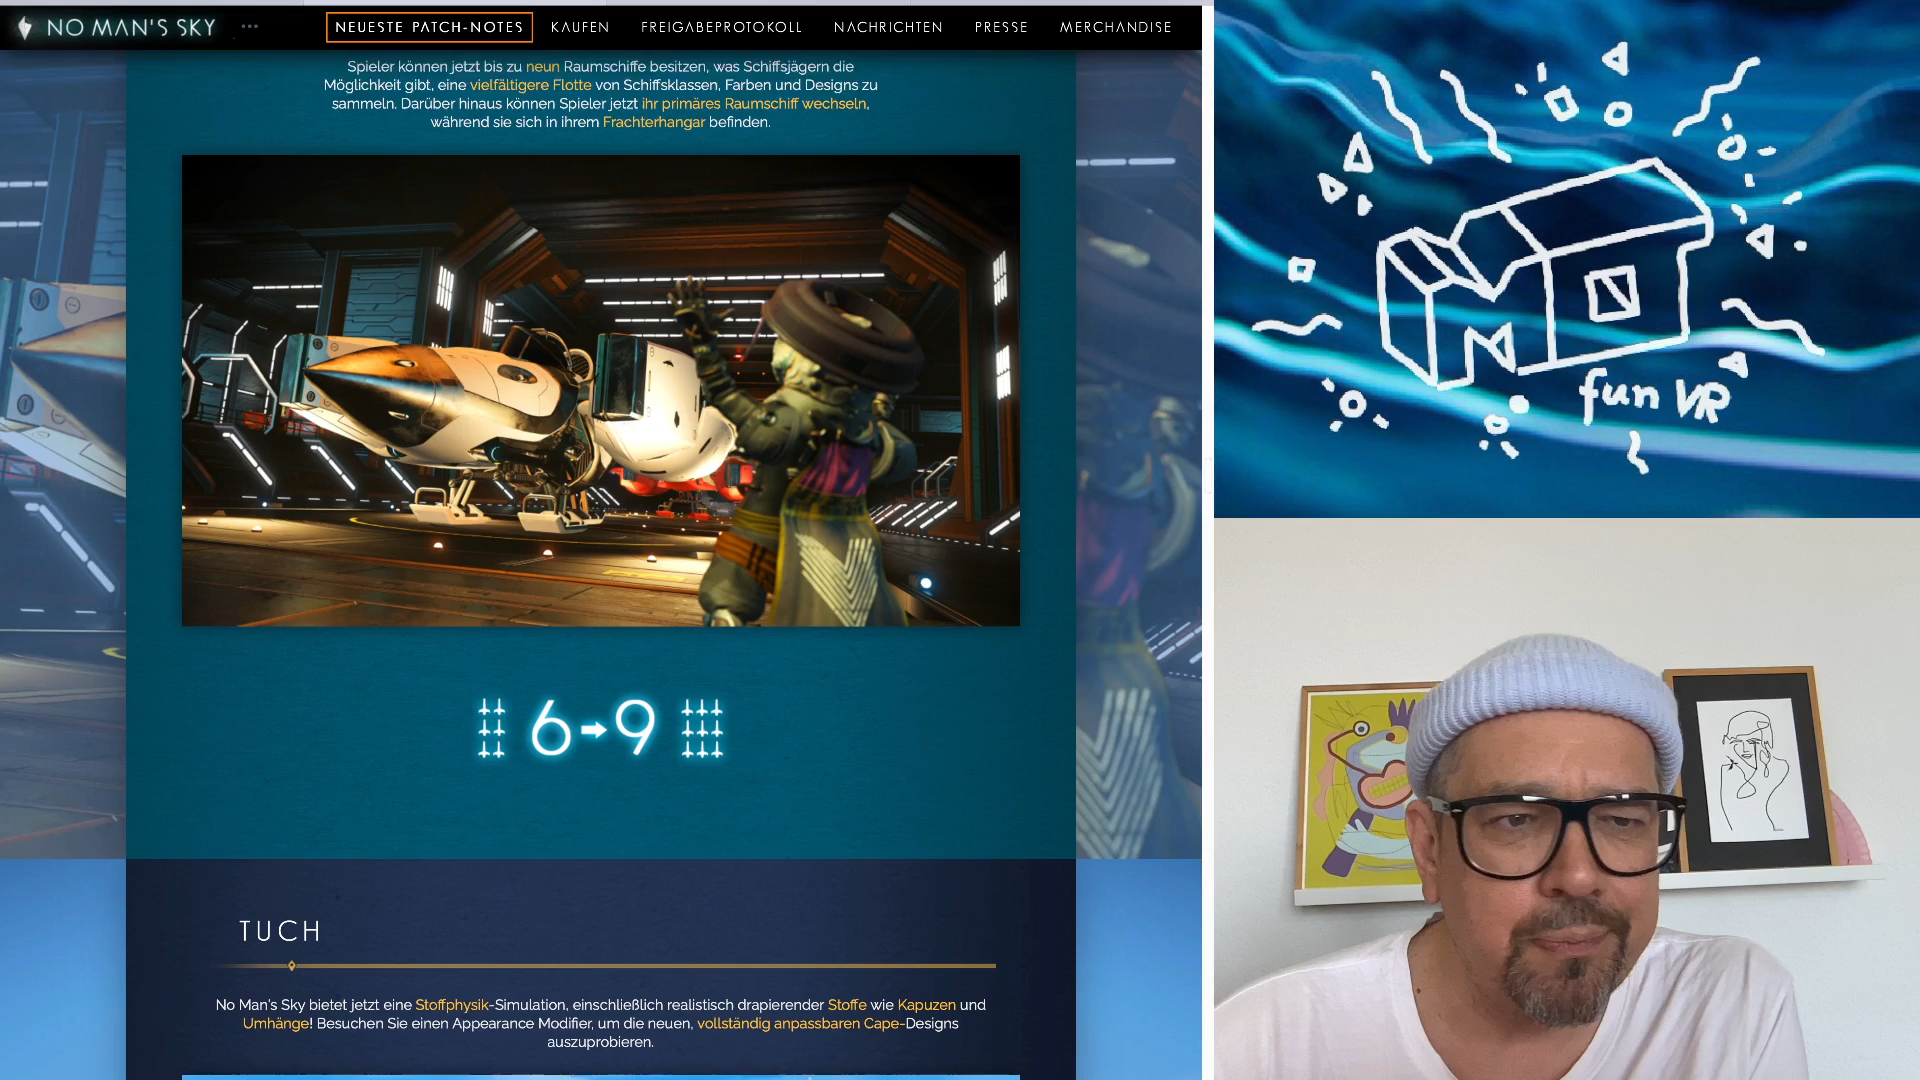 NO MAN'S SKY
NEUESTE PATCH-NOTES
KAUFEN
FREIGABEPROTOKOLL
NACHRICHTEN
PRESSE
MERCHANDISE
Spieler können jetzt bis zu neun Raumschiffe besitzen, was Schiffsjägern die
Möglichkeit gibt, eine vielfältigere Flotte von Schiffsklassen, Farben und Designs zu
sammeln. Darüber hinaus können Spieler jetzt ihr primäres Raumschiff wechseln,
während sie sich in ihrem Frachterhangar befinden.
6 → 9
TUCH
No Man's Sky bietet jetzt eine Stoffphysik-Simulation, einschließlich realistisch drapierender Stoffe wie Kapuzen und
Umhänge! Besuchen Sie einen Appearance Modifier, um die neuen, vollständig anpassbaren Cape-Designs
auszuprobieren.
fun VR